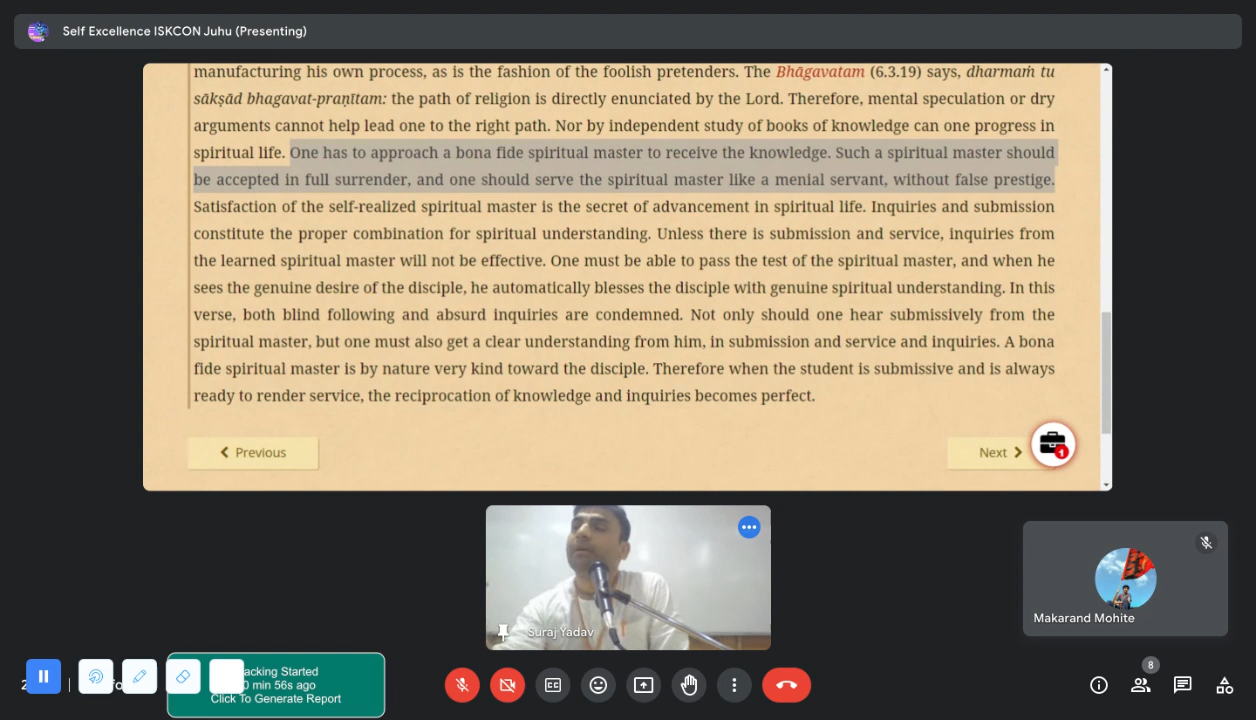 Self Excellence ISKCON Juhu (Presenting)
manufacturing his own process, as is the fashion of the foolish pretenders. The Bhāgavatam (6.3.19) says, dharmaṁ tu
sākṣād bhagavat-praṇītam: the path of religion is directly enunciated by the Lord. Therefore, mental speculation or dry
arguments cannot help lead one to the right path. Nor by independent study of books of knowledge can one progress in
spiritual life. One has to approach a bona fide spiritual master to receive the knowledge. Such a spiritual master should
be accepted in full surrender, and one should serve the spiritual master like a menial servant, without false prestige.
Satisfaction of the self-realized spiritual master is the secret of advancement in spiritual life. Inquiries and submission
constitute the proper combination for spiritual understanding. Unless there is submission and service, inquiries from
the learned spiritual master will not be effective. One must be able to pass the test of the spiritual master, and when he
sees the genuine desire of the disciple, he automatically blesses the disciple with genuine spiritual understanding. In this
verse, both blind following and absurd inquiries are condemned. Not only should one hear submissively from the
spiritual master, but one must also get a clear understanding from him, in submission and service and inquiries. A bona
fide spiritual master is by nature very kind toward the disciple. Therefore when the student is submissive and is always
ready to render service, the reciprocation of knowledge and inquiries becomes perfect.
Previous
Next
1
Suraj Yadav
Makarand Mohite
Started
min 56s ago
Click To Generate Report
CC
8